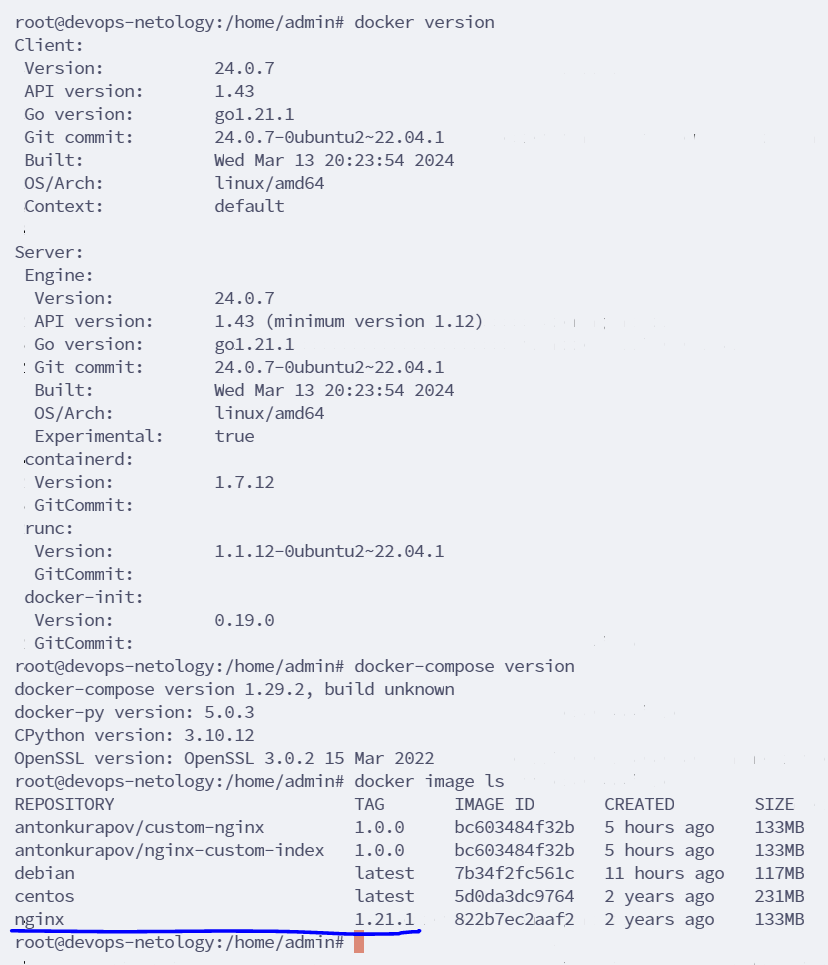 root@devops-netology:/home/admin# docker version
Client:
 Version:           24.0.7
 API version:       1.43
 Go version:        go1.21.1
 Git commit:        24.0.7-0ubuntu2~22.04.1
 Built:             Wed Mar 13 20:23:54 2024
 OS/Arch:           linux/amd64
 Context:           default
Server:
 Engine:
  Version:          24.0.7
  API version:      1.43 (minimum version 1.12)
  Go version:       go1.21.1
  Git commit:       24.0.7-0ubuntu2~22.04.1
  Built:            Wed Mar 13 20:23:54 2024
  OS/Arch:          linux/amd64
  Experimental:     true
 containerd:
  Version:          1.7.12
  GitCommit:
 runc:
  Version:          1.1.12-0ubuntu2~22.04.1
  GitCommit:
 docker-init:
  Version:          0.19.0
  GitCommit:
root@devops-netology:/home/admin# docker-compose version
docker-compose version 1.29.2, build unknown
docker-py version: 5.0.3
CPython version: 3.10.12
OpenSSL version: OpenSSL 3.0.2 15 Mar 2022
root@devops-netology:/home/admin# docker image ls
REPOSITORY                        TAG       IMAGE ID       CREATED        SIZE
antonkurapov/custom-nginx         1.0.0     bc603484f32b   5 hours ago    133MB
antonkurapov/nginx-custom-index   1.0.0     bc603484f32b   5 hours ago    133MB
debian                            latest    7b34f2fc561c   11 hours ago   117MB
centos                            latest    5d0da3dc9764   2 years ago    231MB
nginx                             1.21.1    822b7ec2aaf2   2 years ago    133MB
root@devops-netology:/home/admin#